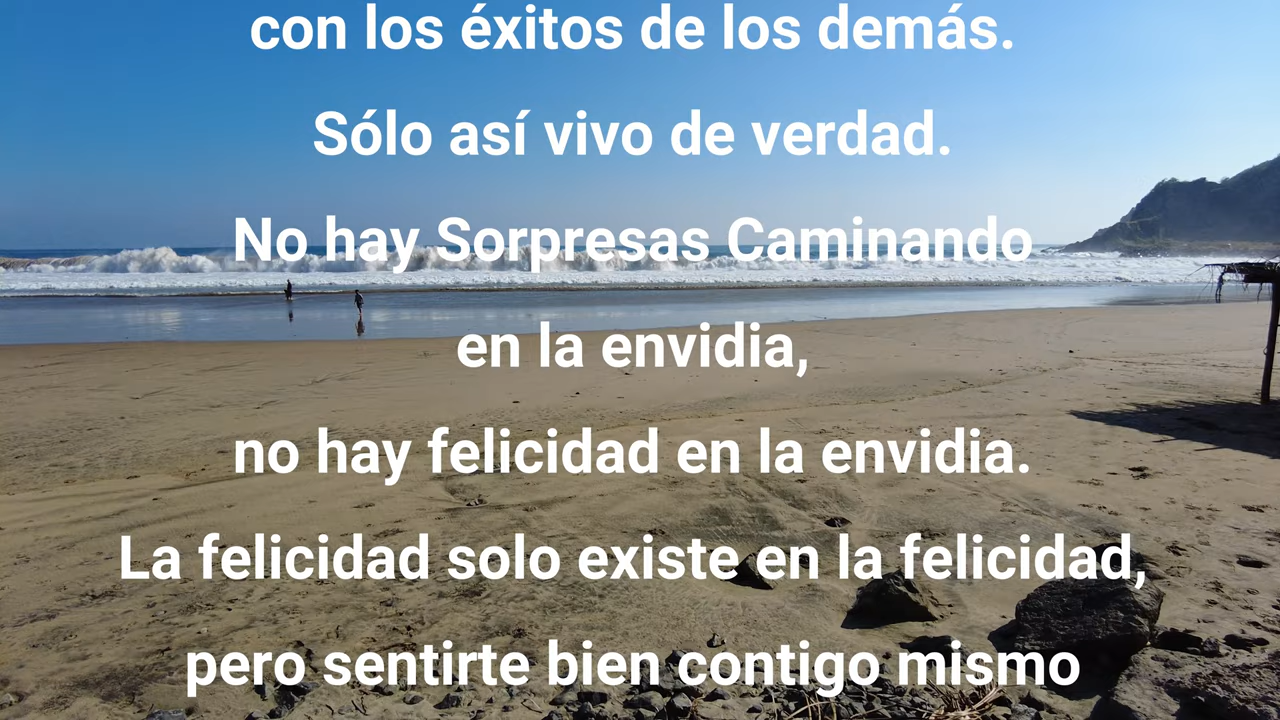 con los éxitos de los demás.
Sólo así vivo de verdad.
No hay Sorpresas Caminando
en la envidia,
no hay felicidad en la envidia.
La felicidad solo existe en la felicidad,
pero sentirte bien contigo mismo